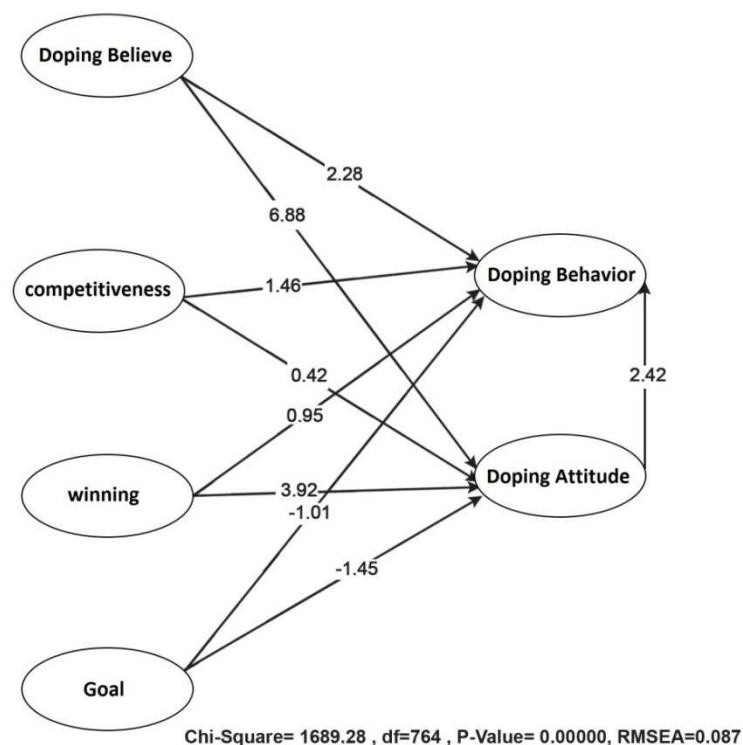 Doping Believe
2.28
6.88
competitiveness
1.46
Doping Behavior
0.42
2.42
0.95
winning
3.92
-1.01
Doping Attitude
-1.45
Goal
Chi-Square= 1689.28 , df=764 , P-Value= 0.00000, RMSEA=0.087